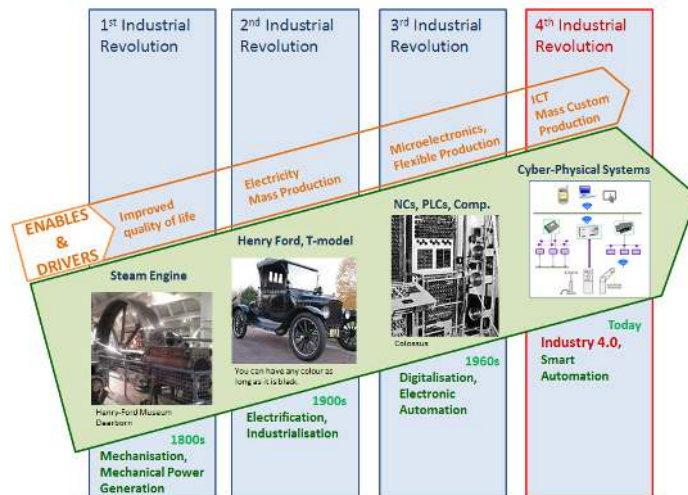 1st Industrial
Revolution
2nd Industrial
Revolution
3rd Industrial
Revolution
4th Industrial
Revolution
ENABLES
&
DRIVERS
Improved
quality of life
Electricity
Mass Production
Microelectronics,
Flexible Production
ICT
Mass Custom
Production
Steam Engine
Henry-Ford Museum
Dearborn
1800s
Mechanisation,
Mechanical Power
Generation
Henry Ford, T-model
You can have any colour as
long as it is black.
1900s
Electrification,
Industrialisation
NCs, PLCs, Comp.
Colossus
1960s
Digitalisation,
Electronic
Automation
Cyber-Physical Systems
Today
Industry 4.0,
Smart
Automation